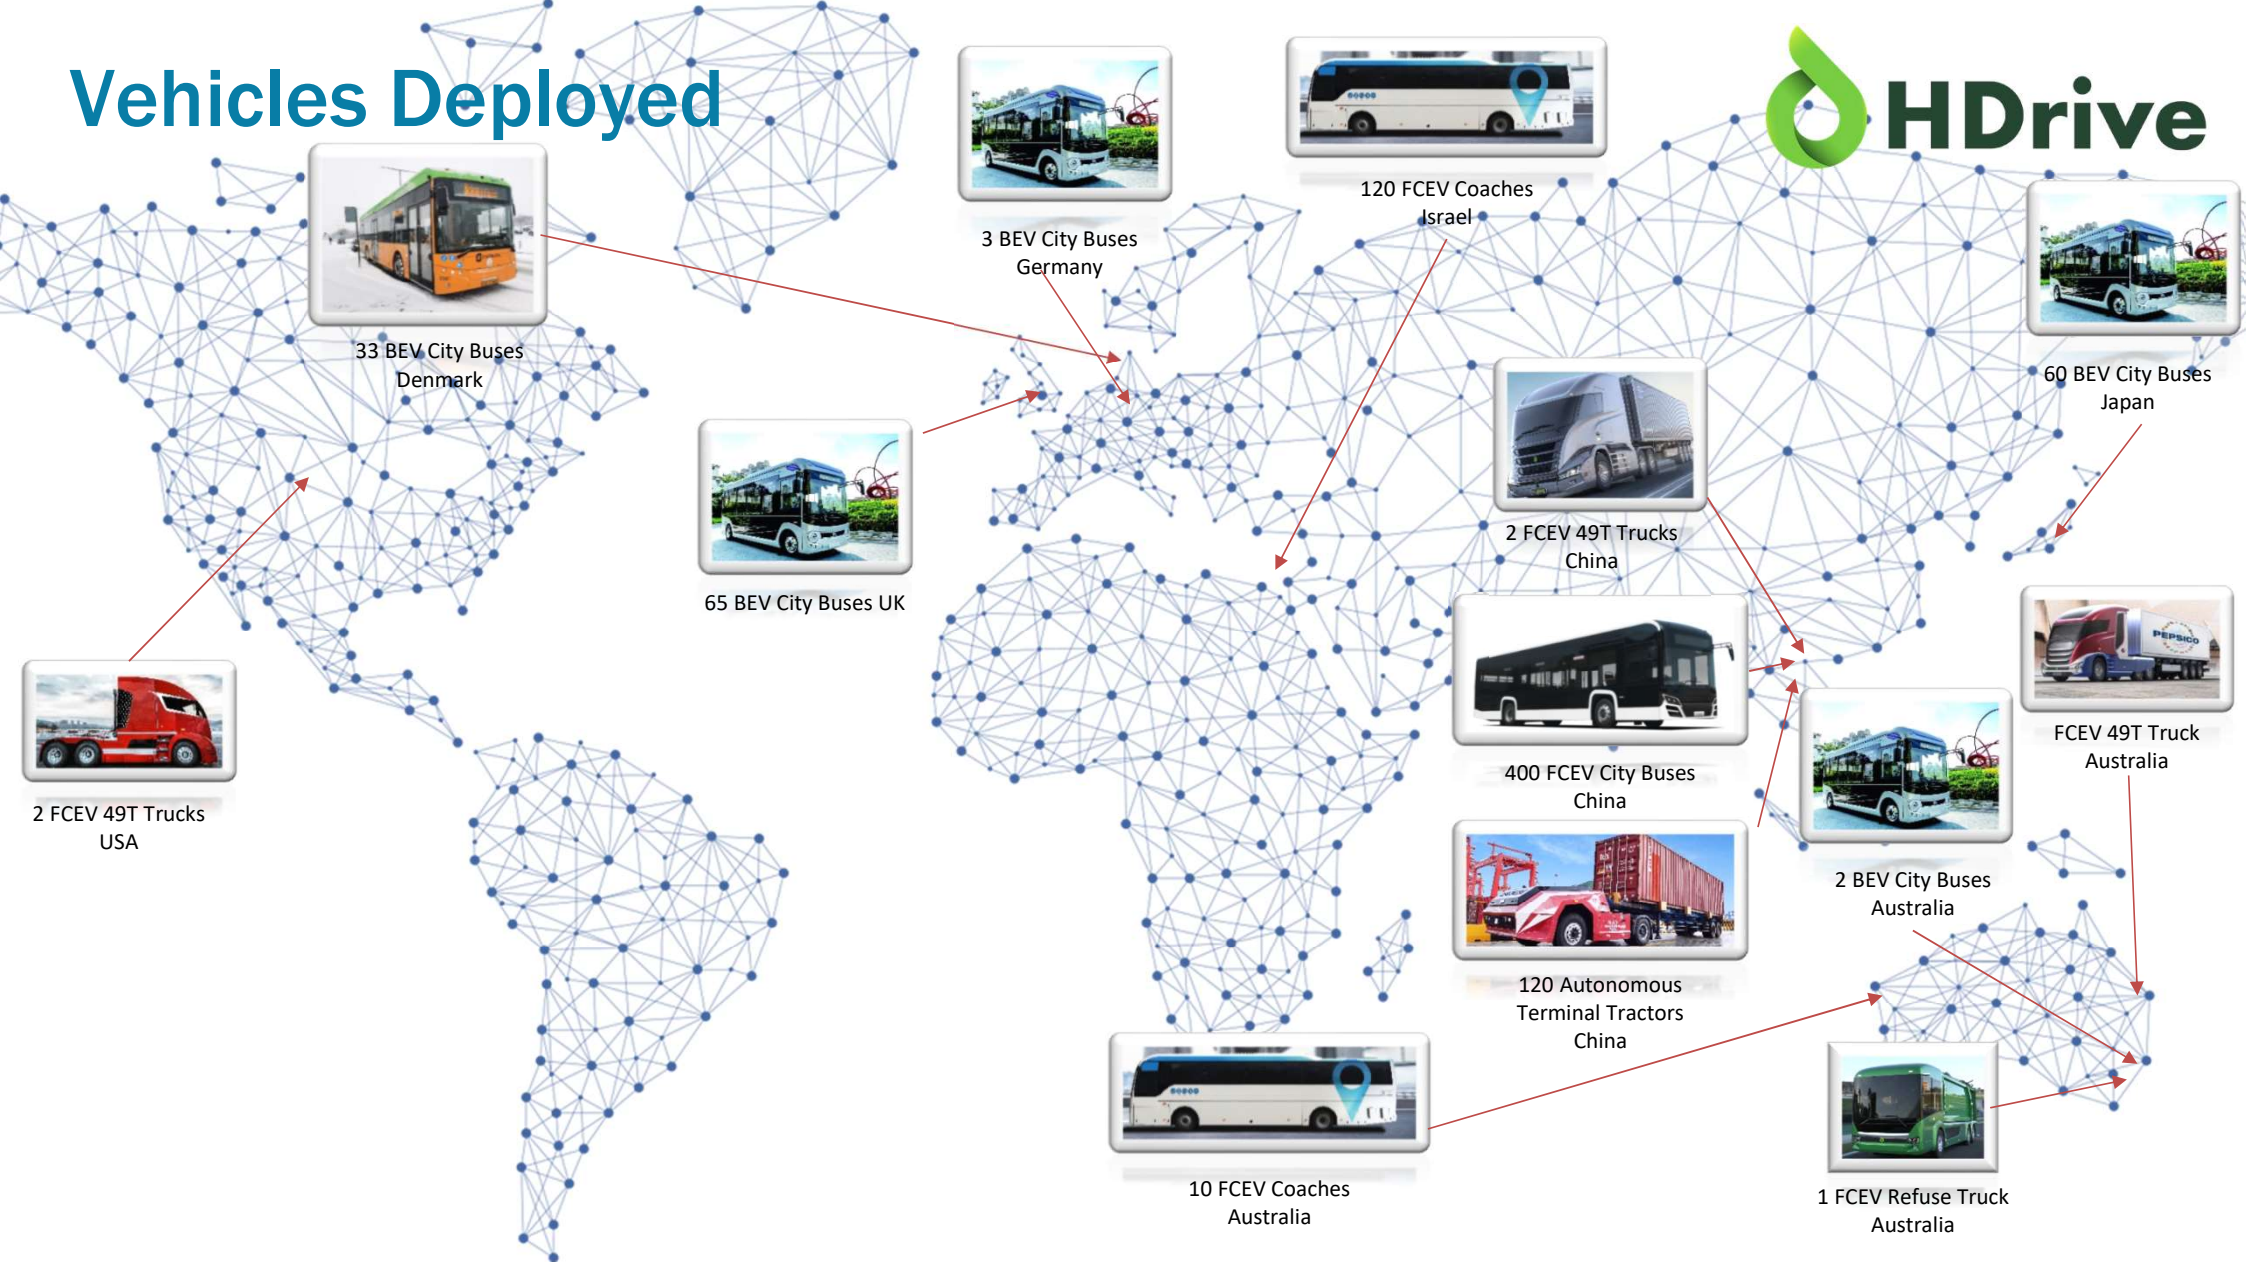 Vehicles Deployed
HDrive
33 BEV City Buses
Denmark
3 BEV City Buses
Germany
120 FCEV Coaches
Israel
60 BEV City Buses
Japan
65 BEV City Buses UK
2 FCEV 49T Trucks
China
2 FCEV 49T Trucks
USA
400 FCEV City Buses
China
PEPSICO
FCEV 49T Truck
Australia
2 BEV City Buses
Australia
120 Autonomous
Terminal Tractors
China
10 FCEV Coaches
Australia
1 FCEV Refuse Truck
Australia